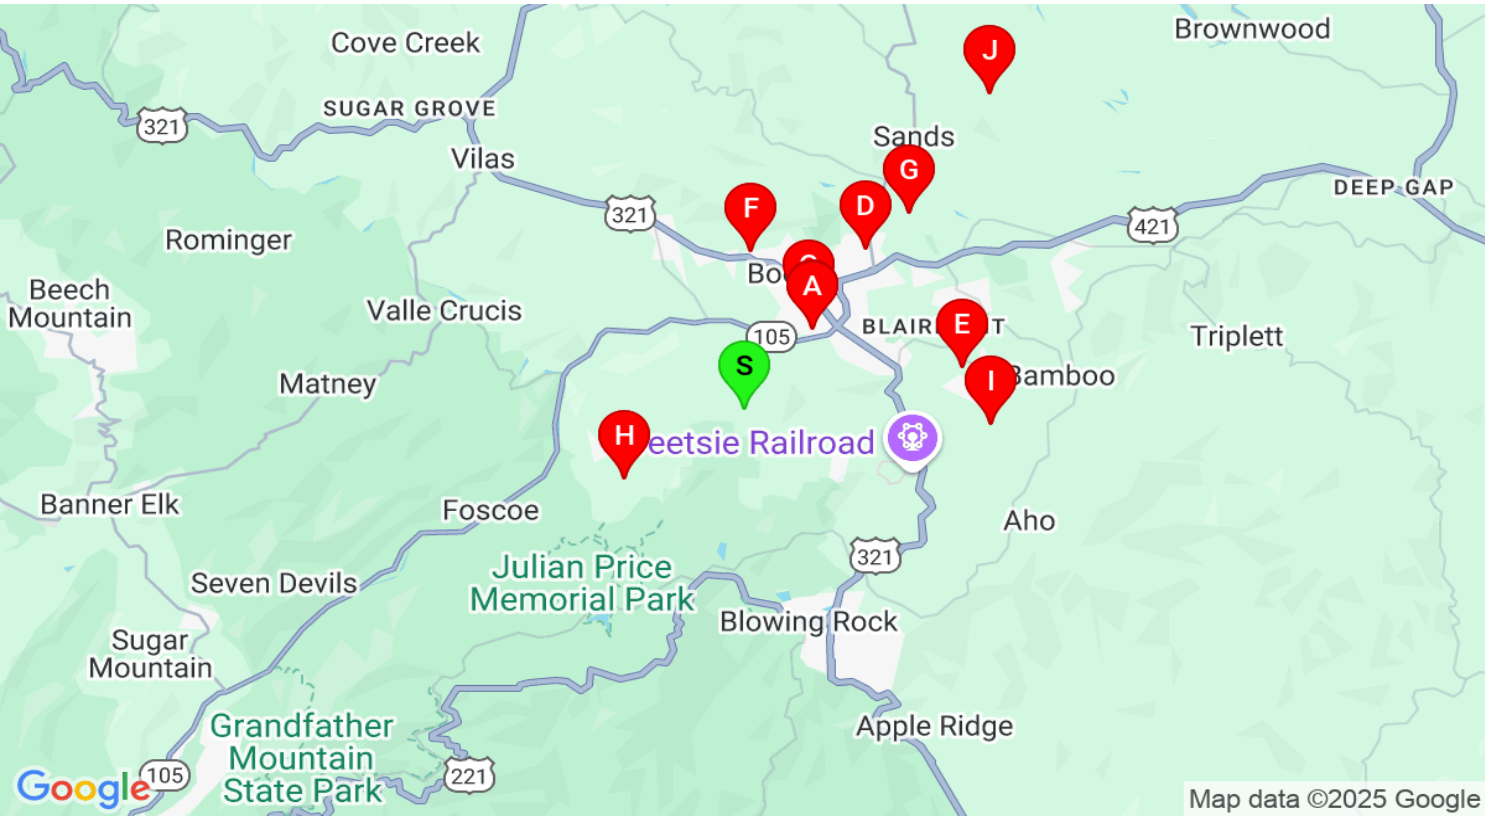 Cove Creek
Brownwood
J
SUGAR GROVE
321
Sands
Vilas
G
DEEP GAP
F
D
321
421
Rominger
Beech
Mountain
A
Valle Crucis
E
105
Triplett
S
Matney
I
Bamboo
H
eetsie Railroad
Banner Elk
Foscoe
Aho
321
Julian Price
Memorial Park
Seven Devils
Blowing Rock
Sugar
Mountain
Grandfather
Mountain
State Park
Apple Ridge
221
105
Google
Map data ©2025 Google